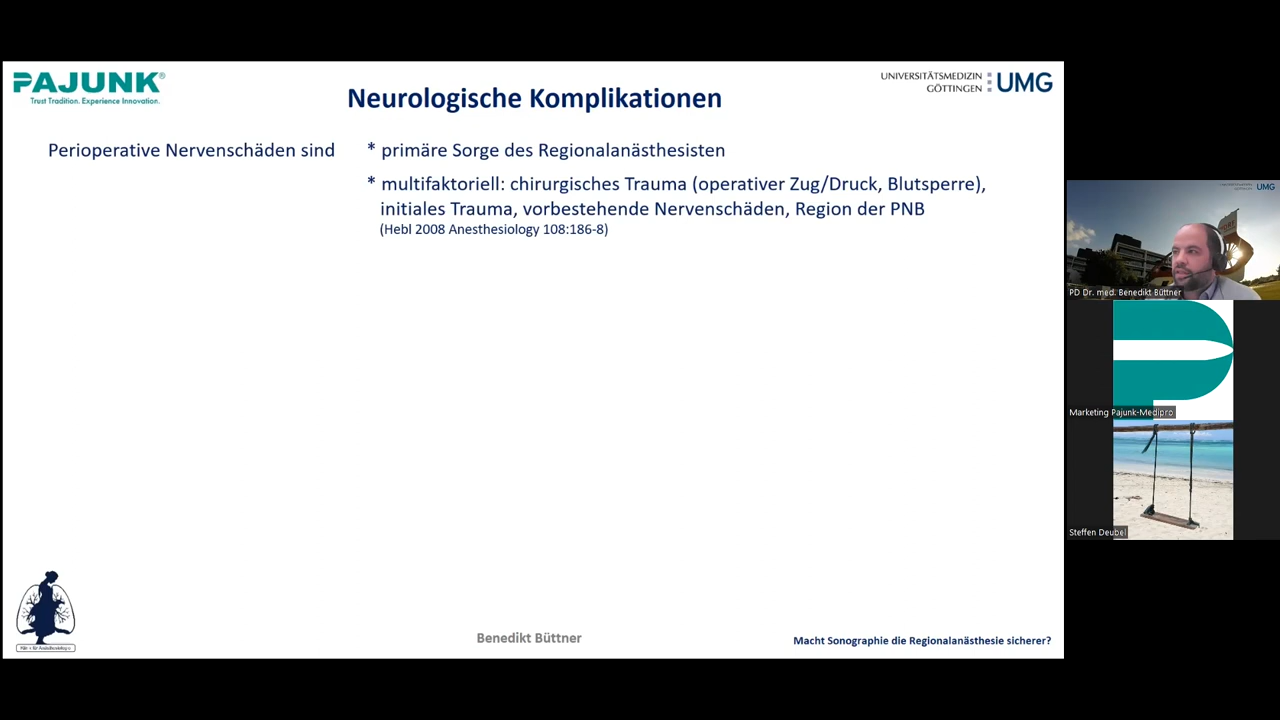 PAJUNK®
Trust Tradition. Experience Innovation.
Neurologische Komplikationen
UNIVERSITÄTSMEDIZIN
GÖTTINGEN
UMG
Perioperative Nervenschäden sind
* primäre Sorge des Regionalanästhesisten
* multifaktoriell: chirurgisches Trauma (operativer Zug/Druck, Blutsperre),
initiales Trauma, vorbestehende Nervenschäden, Region der PNB
(Hebl 2008 Anesthesiology 108:186-8)
UMG
PD Dr. med. Benedikt Büttner
Marketing Pajunk-Medipro
Steffen Deubel
Benedikt Büttner
Macht Sonographie die Regionalanästhesie sicherer?